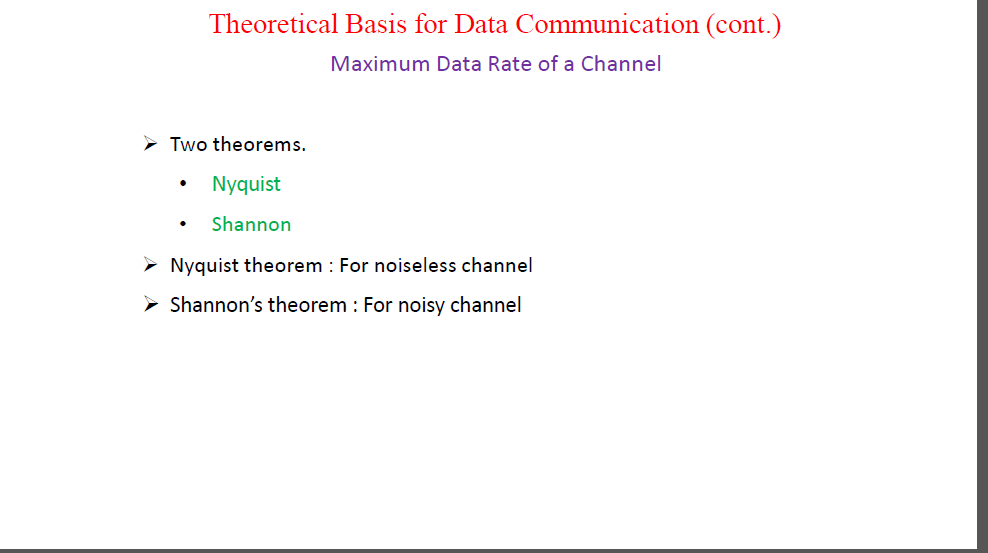 Theoretical Basis for Data Communication (cont.)
Maximum Data Rate of a Channel
➢ Two theorems.
• Nyquist
• Shannon
➢ Nyquist theorem : For noiseless channel
➢ Shannon’s theorem : For noisy channel